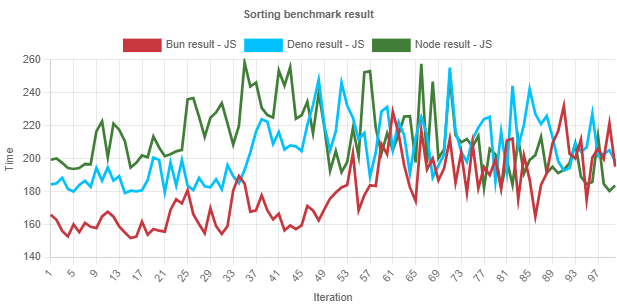 Sorting benchmark result
Bun result - JS Deno result - JS Node result - JS
260
240
220
200
180
160
140
Time
1 5 9 13 17 21 25 29 33 37 41 45 49 53 57 61 65 69 73 77 81 85 89 93 97
Iteration